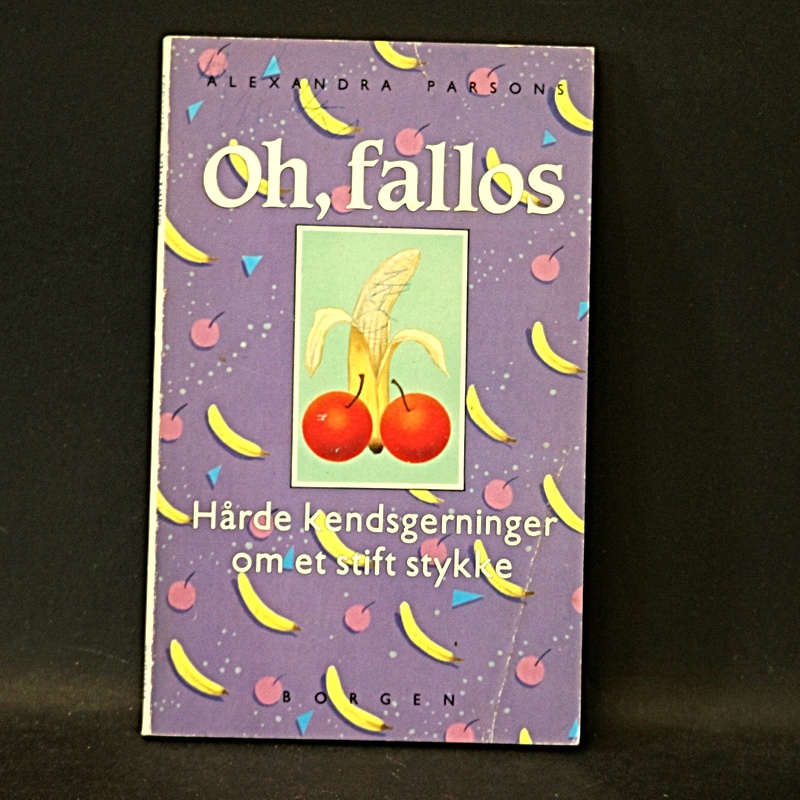 ALEXANDRA PARSONS
Oh, fallos
Hårde kendsgerninger
om et stift stykke
BORGEN